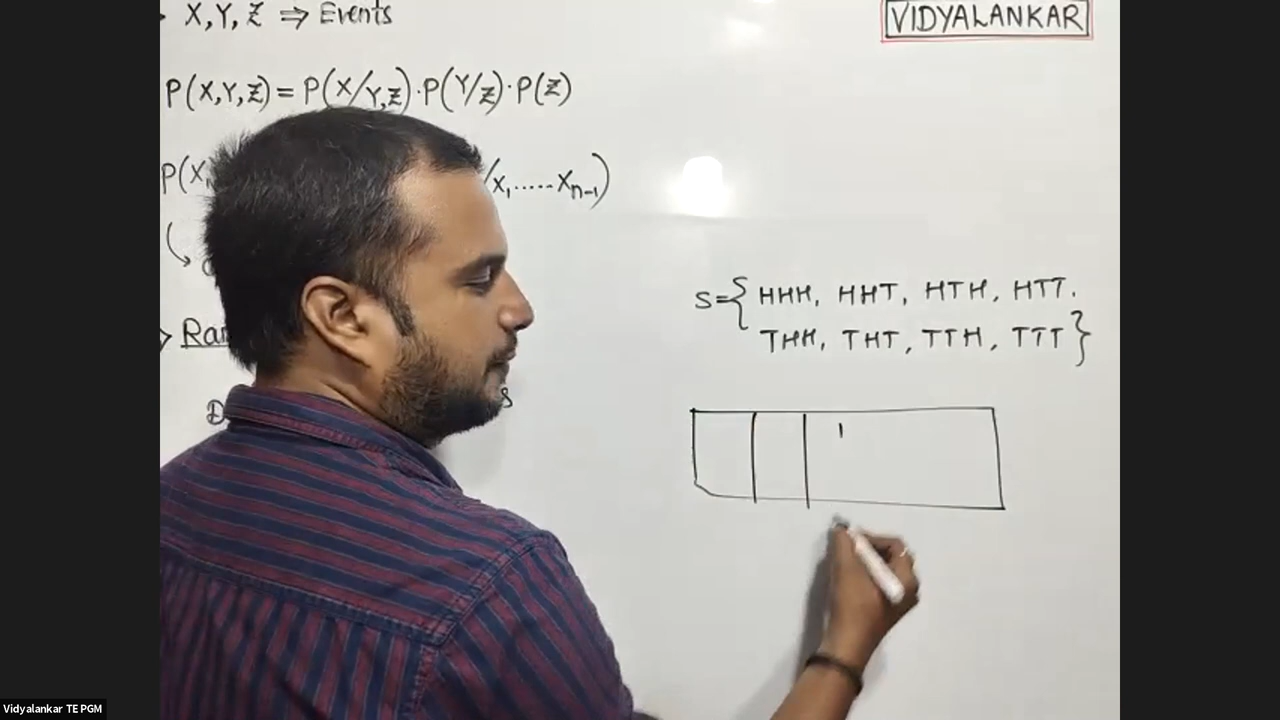 X, Y, Z ⇒ Events
VIDYALANKAR
P(X,Y,Z) = P(X/Y,Z)·P(Y/Z)·P(Z)
P(X /X₁.....Xₙ₋₁)
S={HHH, HHT, HTH, HTT.
THH, THT, TTH, TTT}
Vidyalankar TE PGM